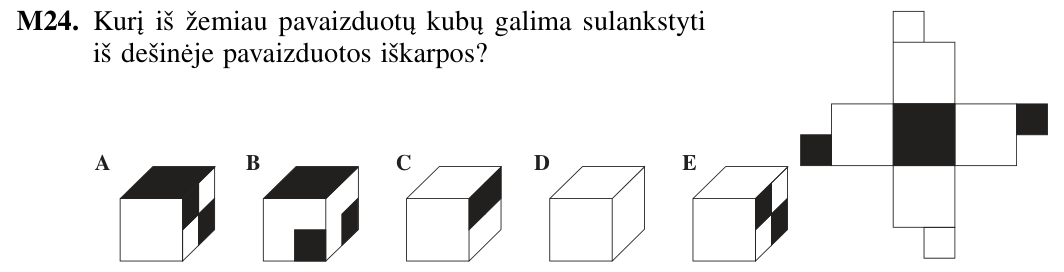 M24. Kurį iš žemiau pavaizduotų kubų galima sulankstyti
iš dešinėje pavaizduotos iškarpos?
A B C D E